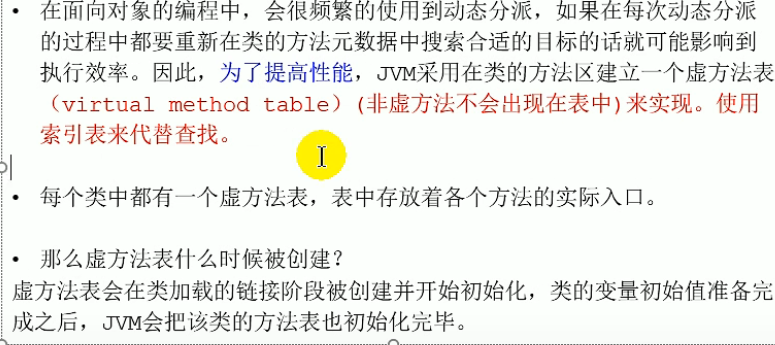 • 在面向对象的编程中，会很频繁的使用到动态分派，如果在每次动态分派
的过程中都要重新在类的方法元数据中搜索合适的目标的话就可能影响到
执行效率。因此，为了提高性能，JVM采用在类的方法区建立一个虚方法表
（virtual method table）(非虚方法不会出现在表中)来实现。使用
索引表来代替查找。
• 每个类中都有一个虚方法表，表中存放着各个方法的实际入口。
• 那么虚方法表什么时候被创建？
虚方法表会在类加载的链接阶段被创建并开始初始化，类的变量初始值准备完
成之后，JVM会把该类的方法表也初始化完毕。